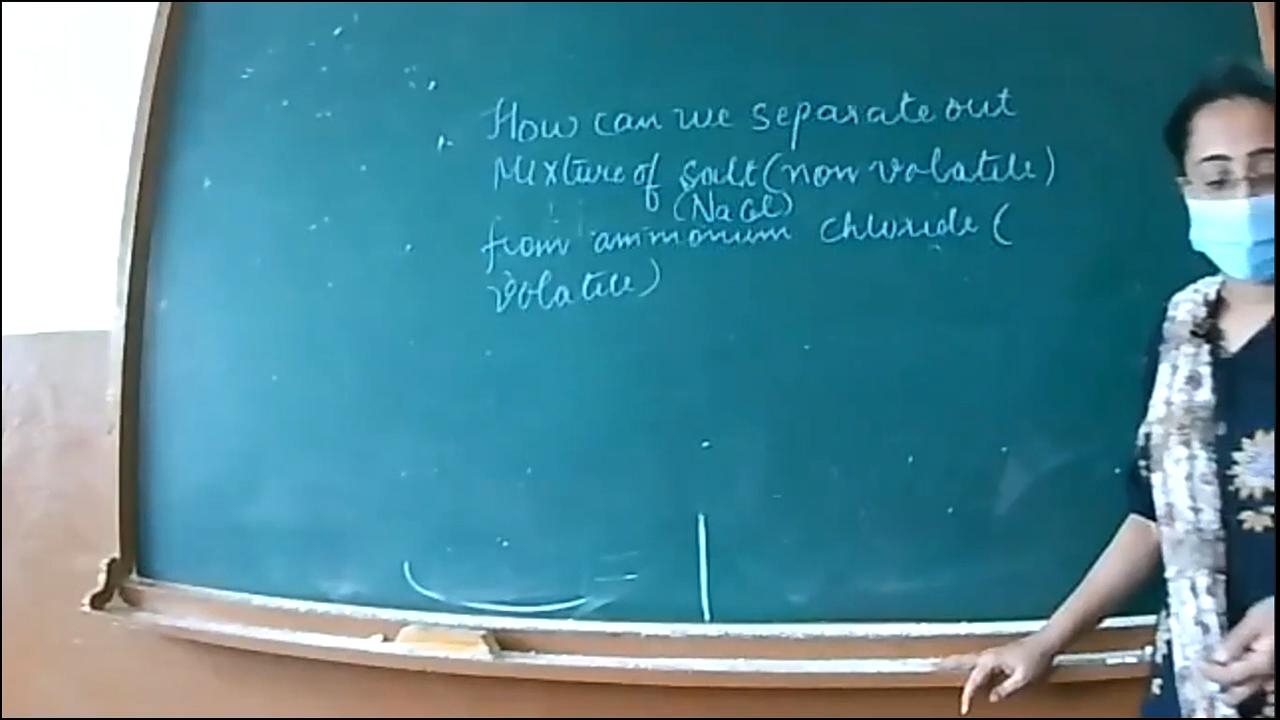 How can we separate out
Mixture of salt (non volatile)
(NaCl)
from ammonium chloride (
volatile)